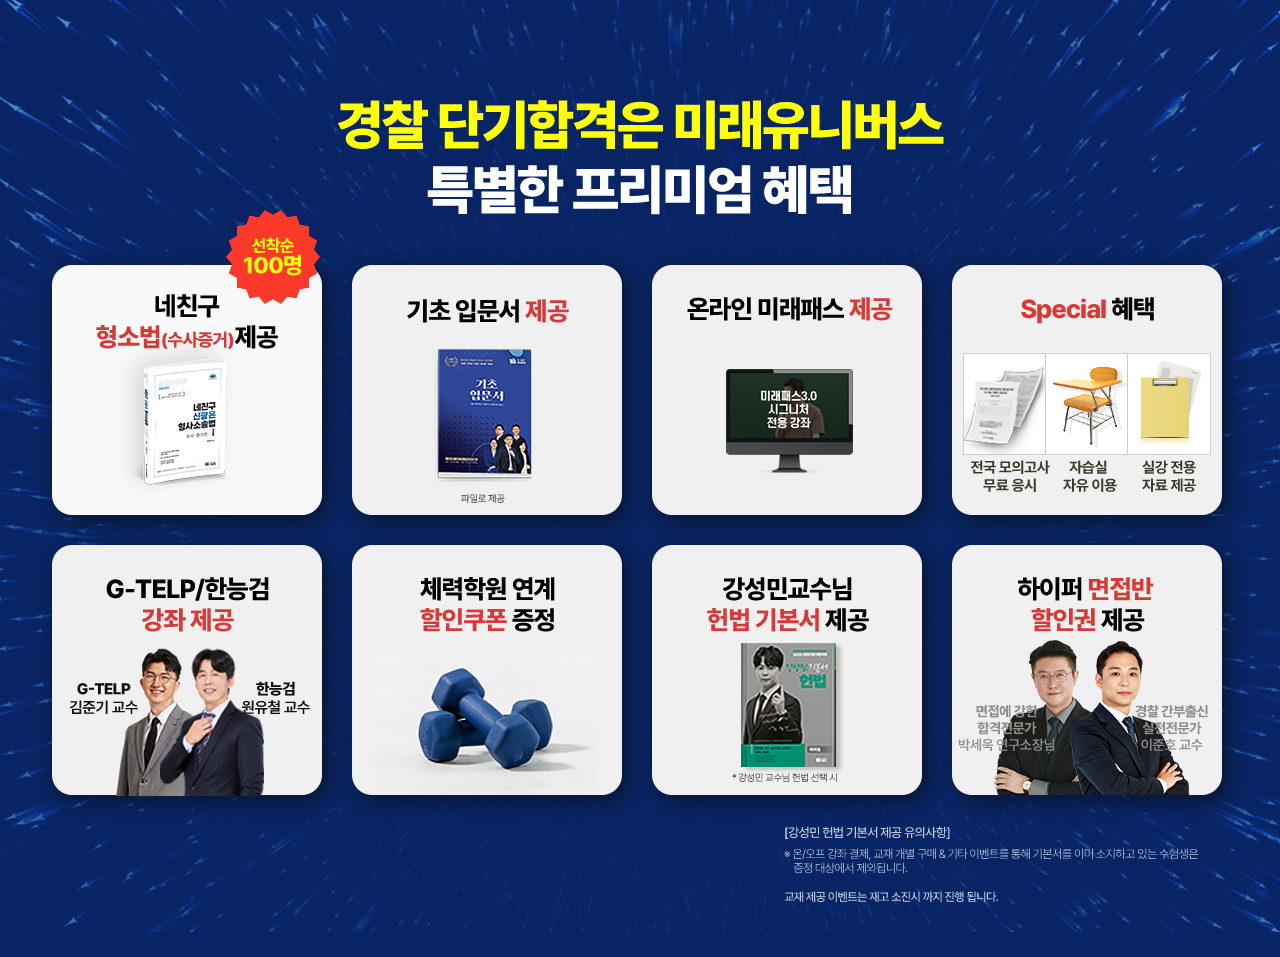 경찰 단기합격은 미래유니버스
특별한 프리미엄 혜택
선착순
100명
네친구
형소법(수사증거)제공
네친구
신광은
형사소송법
기초 입문서 제공
기초
입문서
파일로 제공
온라인 미래패스 제공
미래패스3.0
시그니처
전용 강좌
Special 혜택
전국 모의고사
무료 응시
자습실
자유 이용
실강 전용
자료 제공
G-TELP/한능검
강좌 제공
G-TELP
김준기 교수
한능검
원유철 교수
체력학원 연계
할인쿠폰 증정
강성민교수님
헌법 기본서 제공
강성민기본서
헌법
* 강성민 교수님 헌법 선택 시
하이퍼 면접반
할인권 제공
면접에 강한
합격전문가
박세욱 연구소장님
경찰 간부출신
실전전문가
이준호 교수
[강성민 헌법 기본서 제공 유의사항]
※ 온/오프 강좌 결제, 교재 개별 구매 & 기타 이벤트를 통해 기본서를 이미 소지하고 있는 수험생은
증정 대상에서 제외됩니다.
교재 제공 이벤트는 재고 소진시 까지 진행 됩니다.